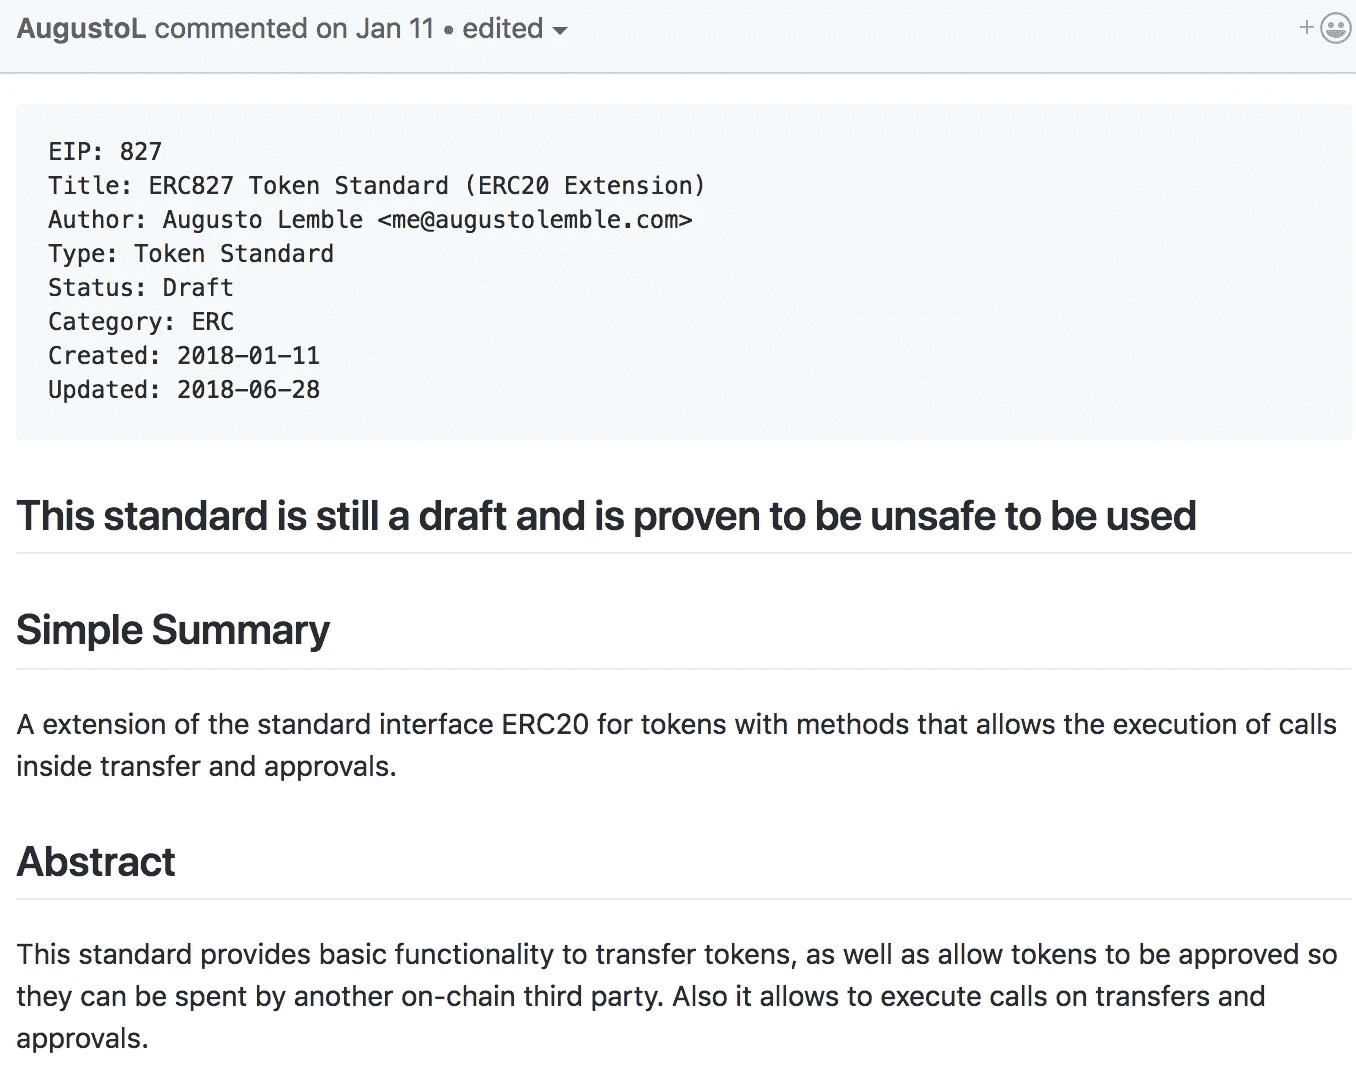 AugustoL commented on Jan 11 • edited
EIP: 827
Title: ERC827 Token Standard (ERC20 Extension)
Author: Augusto Lemble <me@augustolemble.com>
Type: Token Standard
Status: Draft
Category: ERC
Created: 2018-01-11
Updated: 2018-06-28
This standard is still a draft and is proven to be unsafe to be used
Simple Summary
A extension of the standard interface ERC20 for tokens with methods that allows the execution of calls
inside transfer and approvals.
Abstract
This standard provides basic functionality to transfer tokens, as well as allow tokens to be approved so
they can be spent by another on-chain third party. Also it allows to execute calls on transfers and
approvals.